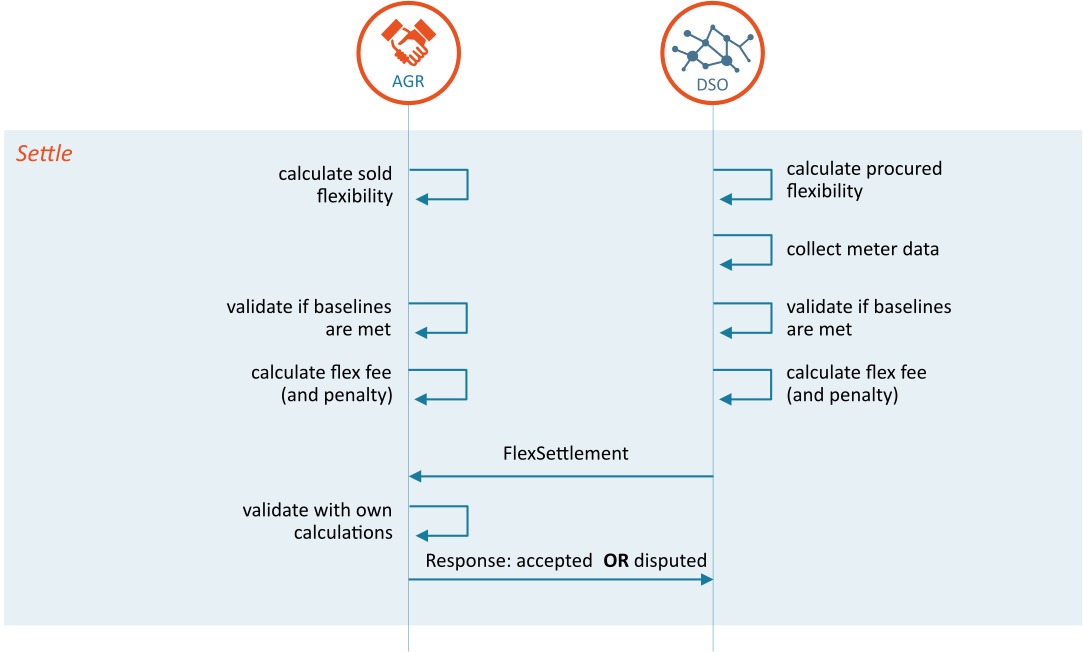 AGR
DSO
Settle
calculate sold
flexibility
calculate procured
flexibility
collect meter data
validate if baselines
are met
validate if baselines
are met
calculate flex fee
(and penalty)
calculate flex fee
(and penalty)
FlexSettlement
validate with own
calculations
Response: accepted OR disputed